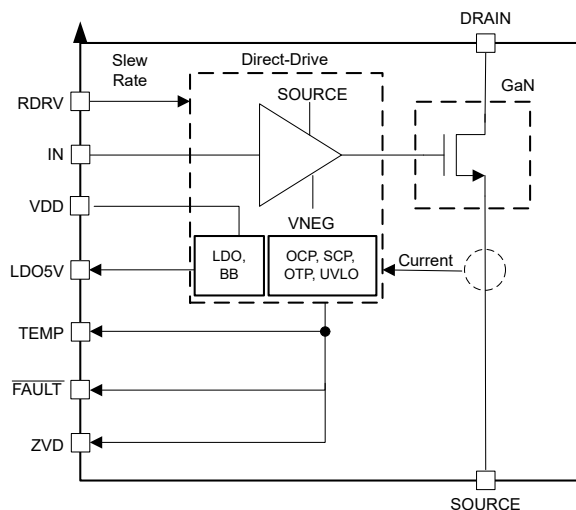 DRAIN
Slew
Rate
Direct-Drive
GaN
RDRV
SOURCE
IN
VDD
VNEG
LDO,
BB
OCP, SCP,
OTP, UVLO
Current
LDO5V
TEMP
FAULT
ZVD
SOURCE